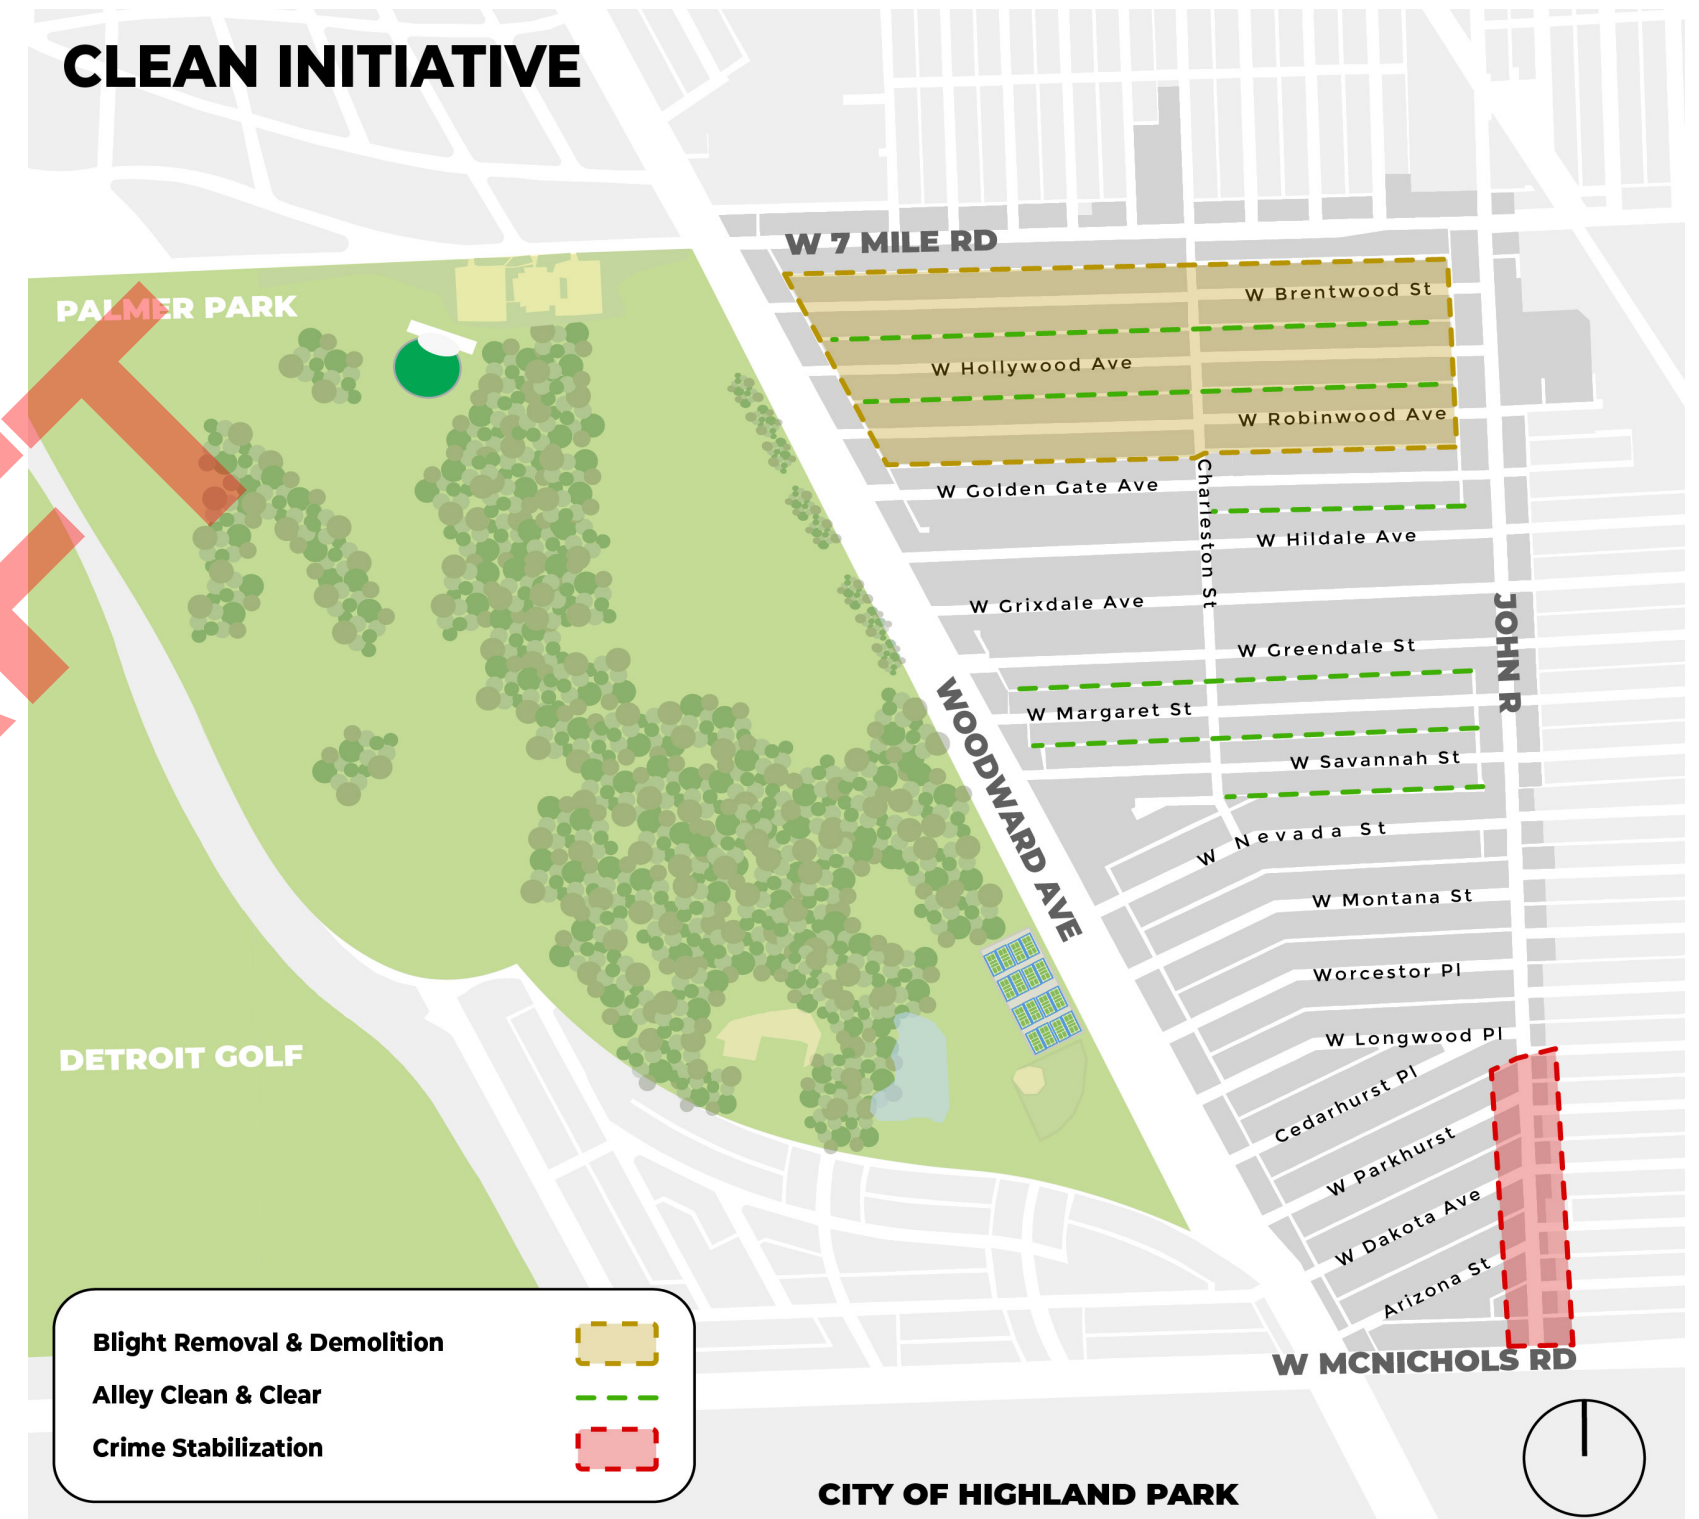 CLEAN INITIATIVE
W 7 MILE RD
PALMER PARK
W Brentwood St
W Hollywood Ave
W Robinwood Ave
W Golden Gate Ave
Charleston St
W Hildale Ave
W Grixdale Ave
JOHN R
W Greendale St
WOODWARD AVE
W Margaret St
W Savannah St
W Nevada St
W Montana St
Worcestor Pl
W Longwood Pl
DETROIT GOLF
Cedarhurst Pl
W Parkhurst
W Dakota Ave
Arizona St
W MCNICHOLS RD
Blight Removal & Demolition
Alley Clean & Clear
Crime Stabilization
CITY OF HIGHLAND PARK